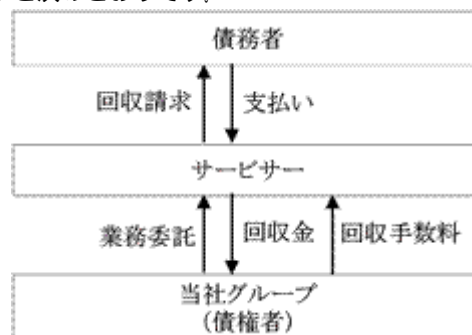 債務者
回収請求 支払い
サービサー
業務委託 回収金 回収手数料
当社グループ
(債権者)